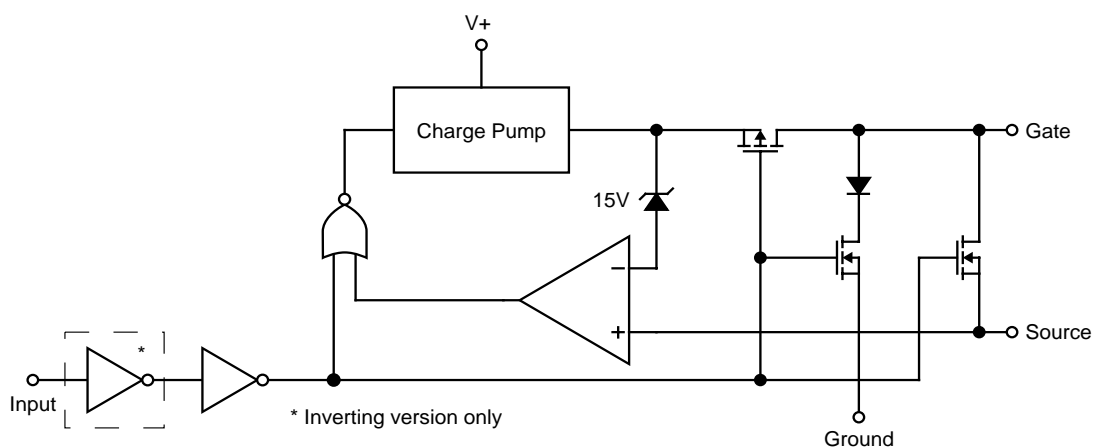 V+
Charge Pump
Gate
15V
−
+
Source
*
Input
* Inverting version only
Ground